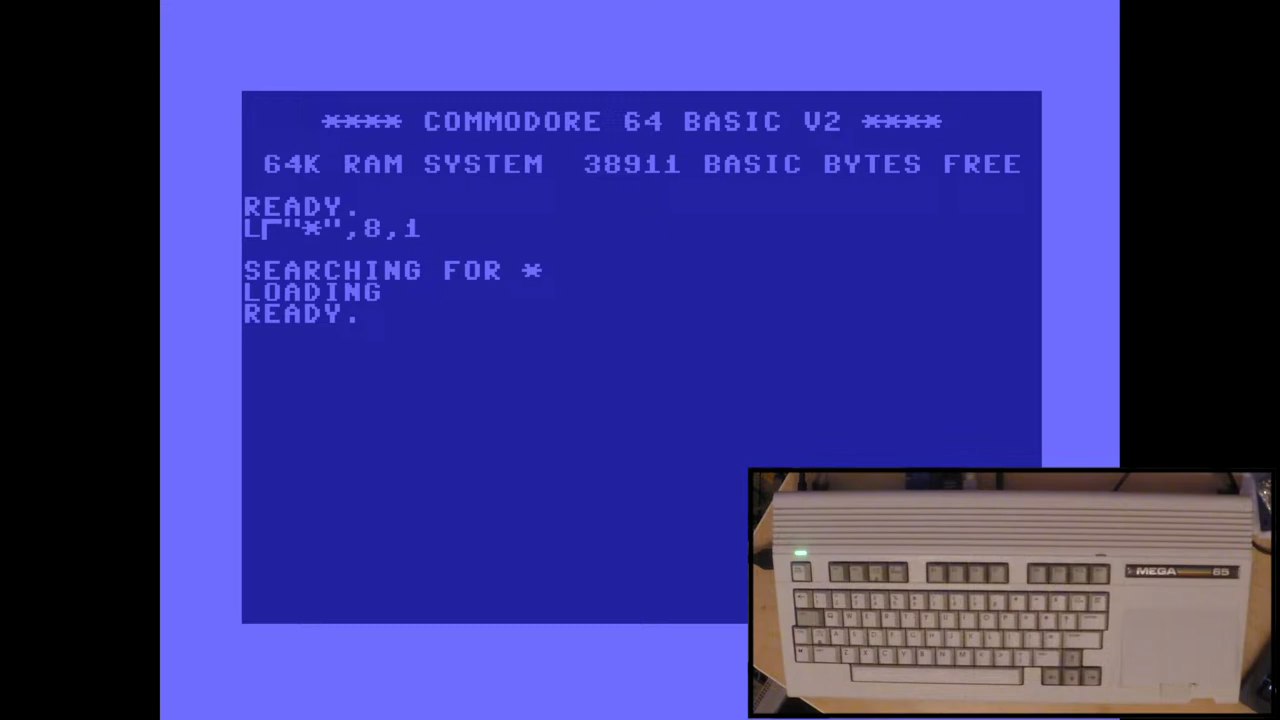 **** COMMODORE 64 BASIC V2 ****
64K RAM SYSTEM  38911 BASIC BYTES FREE
READY.
L┌"*",8,1
SEARCHING FOR *
LOADING
READY.
MEGA 65